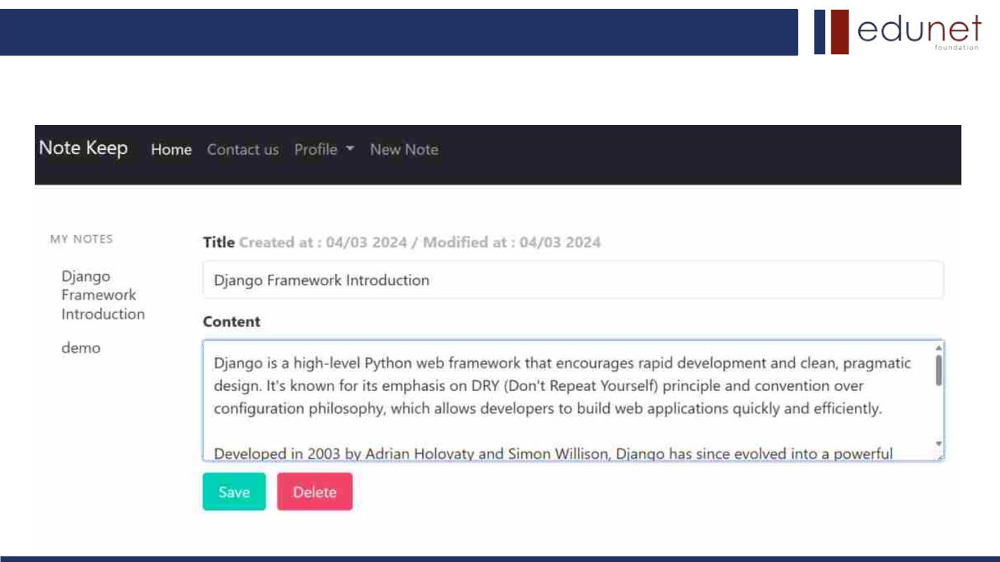 edunet
foundation
Note Keep Home Contact us Profile New Note
MY NOTES
Django
Framework
Introduction
demo
Title Created at : 04/03 2024 / Modified at : 04/03 2024
Django Framework Introduction
Content
Django is a high-level Python web framework that encourages rapid development and clean, pragmatic
design. It's known for its emphasis on DRY (Don't Repeat Yourself) principle and convention over
configuration philosophy, which allows developers to build web applications quickly and efficiently.
Developed in 2003 by Adrian Holovaty and Simon Willison, Django has since evolved into a powerful
Save Delete